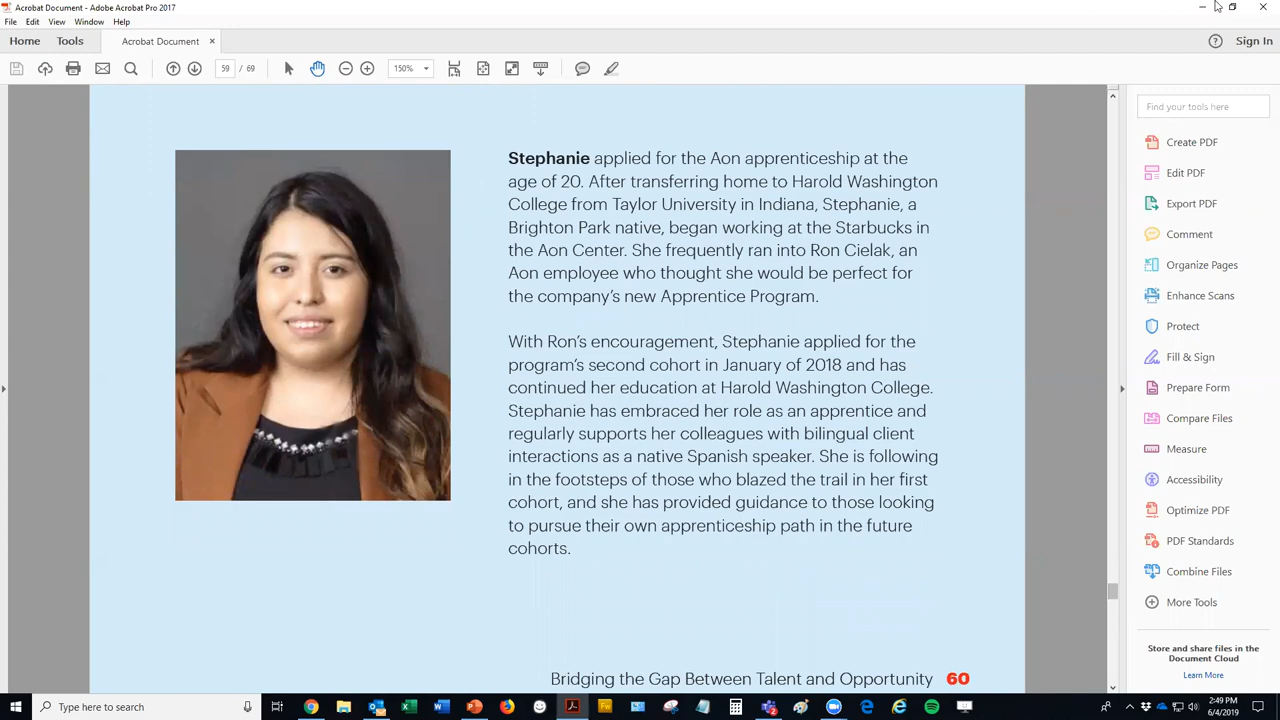 Acrobat Document - Adobe Acrobat Pro 2017
File Edit View Window Help
Home Tools Acrobat Document × Sign In
59 / 69 150%
Find your tools here
Create PDF
Edit PDF
Export PDF
Comment
Organize Pages
Enhance Scans
Protect
Fill & Sign
Prepare Form
Compare Files
Measure
Accessibility
Optimize PDF
PDF Standards
Combine Files
More Tools
Store and share files in the
Document Cloud
Learn More
Stephanie applied for the Aon apprenticeship at the
age of 20. After transferring home to Harold Washington
College from Taylor University in Indiana, Stephanie, a
Brighton Park native, began working at the Starbucks in
the Aon Center. She frequently ran into Ron Cielak, an
Aon employee who thought she would be perfect for
the company's new Apprentice Program.
With Ron's encouragement, Stephanie applied for the
program's second cohort in January of 2018 and has
continued her education at Harold Washington College.
Stephanie has embraced her role as an apprentice and
regularly supports her colleagues with bilingual client
interactions as a native Spanish speaker. She is following
in the footsteps of those who blazed the trail in her first
cohort, and she has provided guidance to those looking
to pursue their own apprenticeship path in the future
cohorts.
Bridging the Gap Between Talent and Opportunity 60
Type here to search
2:49 PM
6/4/2019